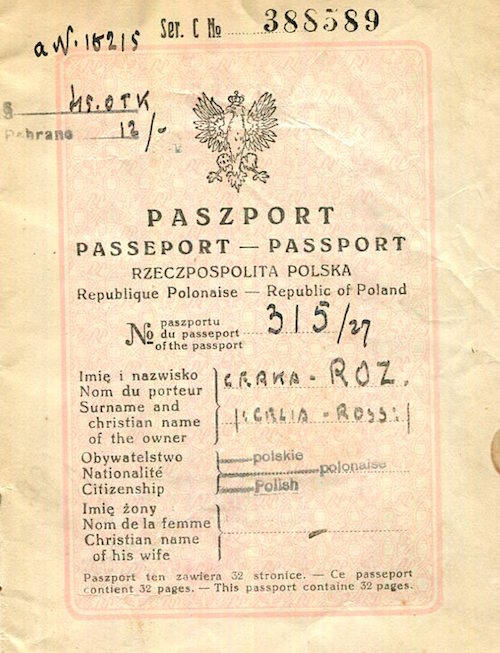 Ser. C № 388589
a W. 18215
12/-
PASZPORT
PASSEPORT — PASSPORT
RZECZPOSPOLITA POLSKA
Republique Polonaise — Republic of Poland
№ paszportu
du passeport
of the passport
315/27
Imię i nazwisko
Nom du porteur
Surname and
christian name
of the owner
ROZ.
Obywatelstwo
Nationalité
Citizenship
polskie
polonaise
Polish
Imię żony
Nom de la femme
Christian name
of his wife
Paszport ten zawiera 32 stronice. — Ce passeport
contient 32 pages. — This passport containe 32 pages.